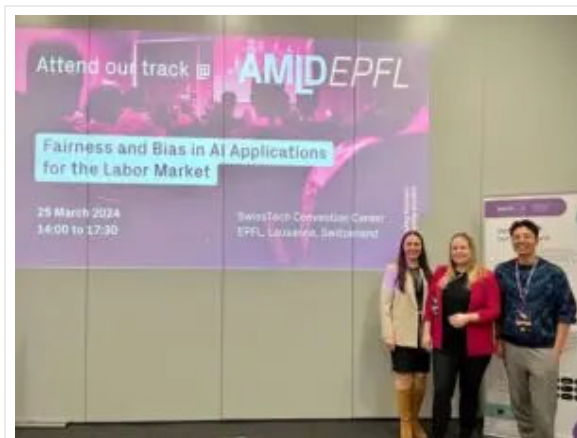 Attend our track @
AMLDEPFL
Fairness and Bias in AI Applications
for the Labor Market
25 March 2024
14:00 to 17:30
SwissTech Convention Center
EPFL, Lausanne, Switzerland